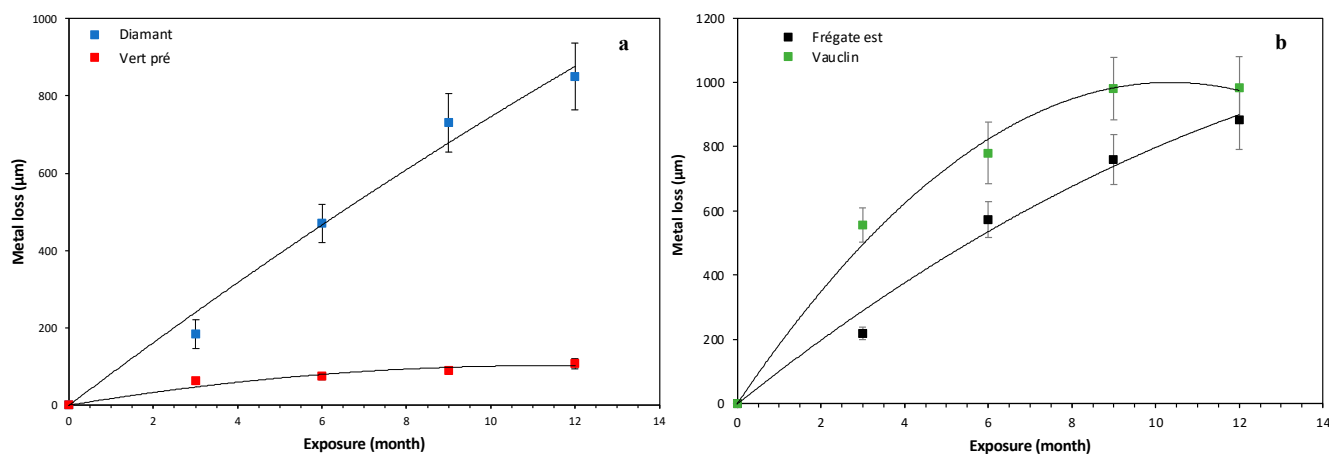 1000
800
600
400
200
0
Metal loss (µm)
Diamant
Vert pré
a
0 2 4 6 8 10 12 14
Exposure (month)
1200
1000
800
600
400
200
0
Metal loss (µm)
Frégate est
Vauclin
b
0 2 4 6 8 10 12 14
Exposure (month)